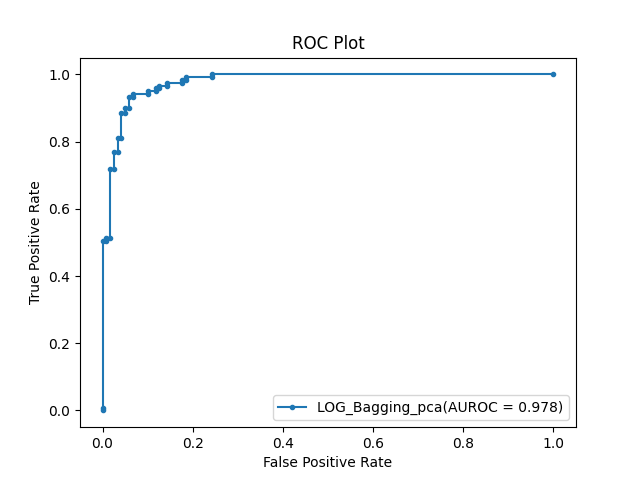 ROC Plot
1.0
0.8
0.6
0.4
0.2
0.0
True Positive Rate
LOG_Bagging_pca(AUROC = 0.978)
0.0 0.2 0.4 0.6 0.8 1.0
False Positive Rate